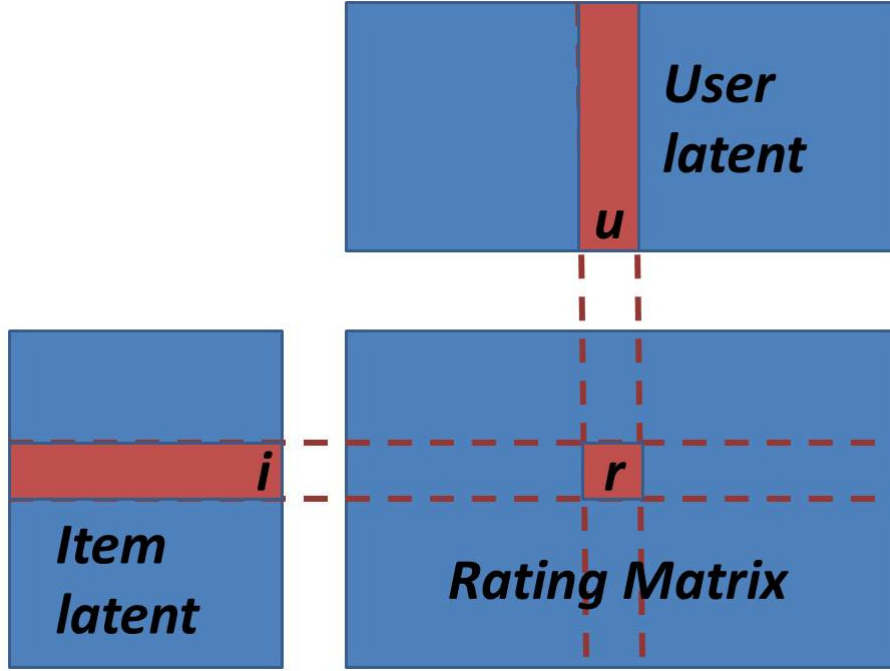 User
latent
u
i
r
Item
latent
Rating Matrix